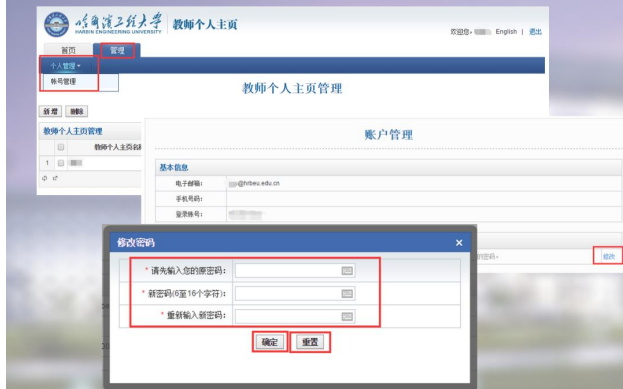 哈尔滨工程大学 教师个人主页
HARBIN ENGINEERING UNIVERSITY
欢迎您, English | 退出
首页 管理
个人管理
帐号管理
教师个人主页管理
新增 删除
教师个人主页管理
教师个人主页名称
1
账户管理
基本信息
电子邮箱: @hrbeu.edu.cn
手机号码:
登录帐号:
修改密码 ×
的密码。 修改
* 请先输入您的原密码:
* 新密码(6至16个字符):
* 重新输入新密码:
确定 重置